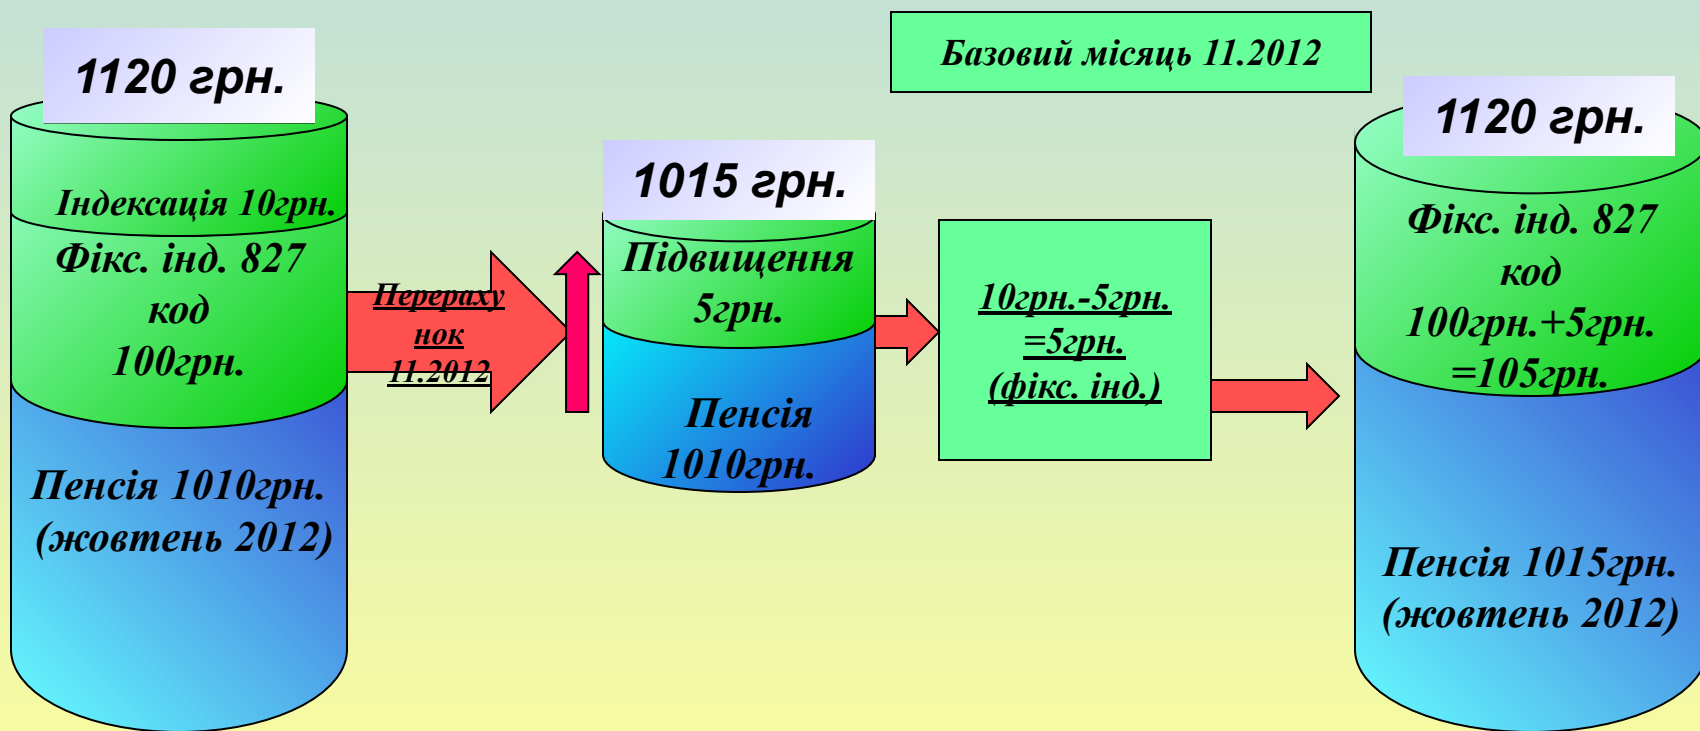 1120 грн.
Індексація 10грн.
Фікс. інд. 827
код
100грн.
Пенсія 1010грн.
(жовтень 2012)
Перераху
нок
11.2012
1015 грн.
Підвищення
5грн.
Пенсія
1010грн.
Базовий місяць 11.2012
10грн.-5грн.
=5грн.
(фікс. інд.)
1120 грн.
Фікс. інд. 827
код
100грн.+5грн.
=105грн.
Пенсія 1015грн.
(жовтень 2012)